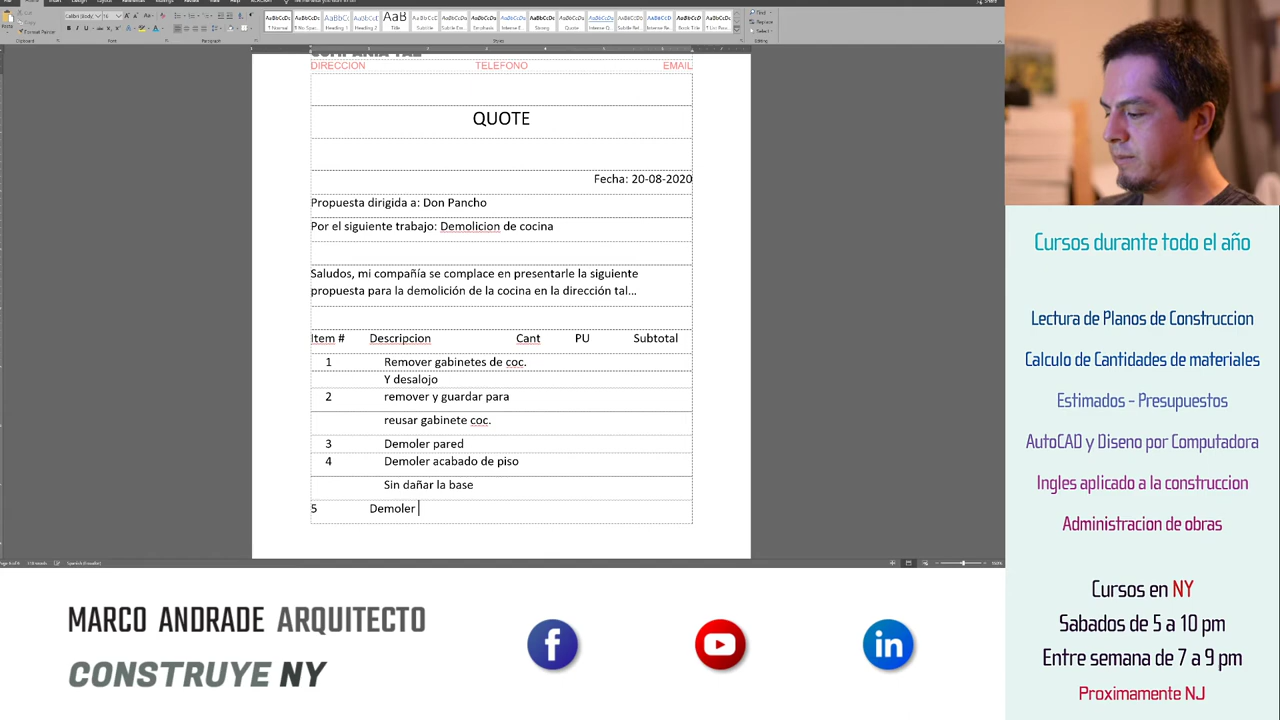 DIRECCION TELEFONO EMAIL
QUOTE
Fecha: 20-08-2020
Propuesta dirigida a: Don Pancho
Por el siguiente trabajo: Demolicion de cocina
Saludos, mi compañía se complace en presentarle la siguiente
propuesta para la demolición de la cocina en la dirección tal...
Item # Descripcion Cant PU Subtotal
1 Remover gabinetes de coc.
Y desalojo
2 remover y guardar para
reusar gabinete coc.
3 Demoler pared
4 Demoler acabado de piso
Sin dañar la base
5 Demoler
Cursos durante todo el año
Lectura de Planos de Construccion
Calculo de Cantidades de materiales
Estimados - Presupuestos
AutoCAD y Diseno por Computadora
Ingles aplicado a la construccion
Administracion de obras
Cursos en NY
Sabados de 5 a 10 pm
Entre semana de 7 a 9 pm
Proximamente NJ
MARCO ANDRADE ARQUITECTO
CONSTRUYE NY
f
in